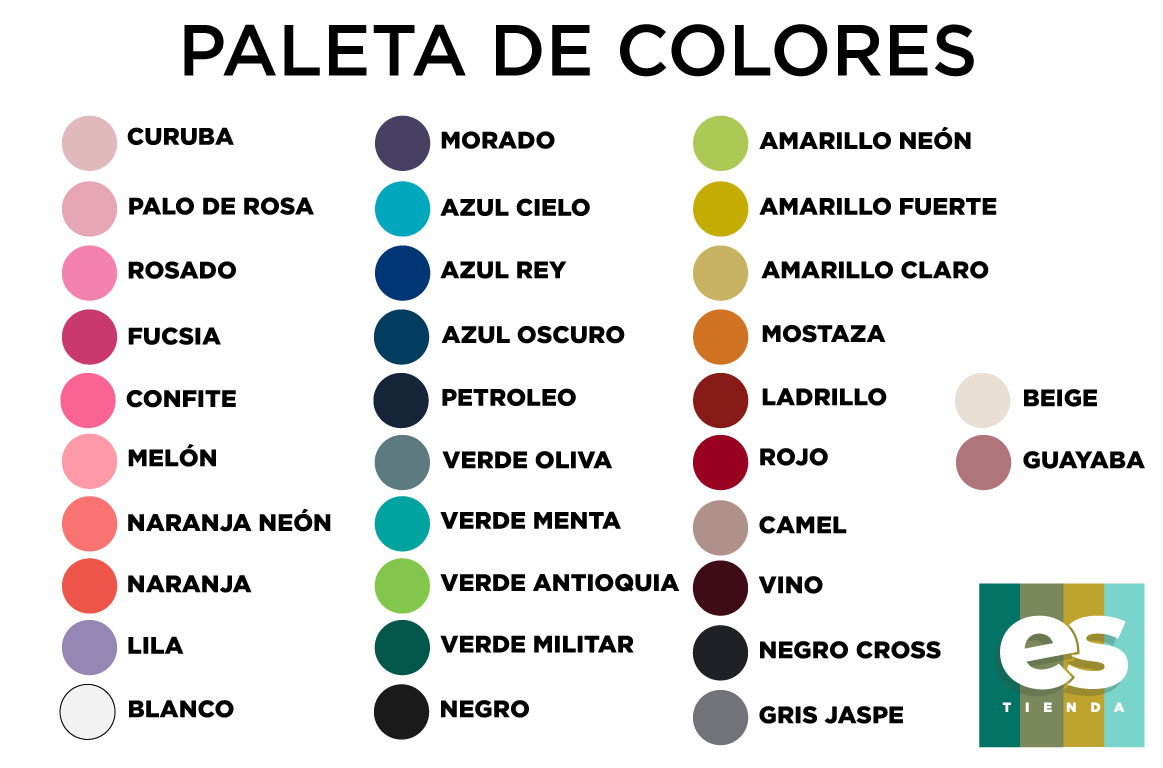 PALETA DE COLORES
CURUBA
PALO DE ROSA
ROSADO
FUCSIA
CONFITE
MELÓN
NARANJA NEÓN
NARANJA
LILA
BLANCO
MORADO
AZUL CIELO
AZUL REY
AZUL OSCURO
PETROLEO
VERDE OLIVA
VERDE MENTA
VERDE ANTIOQUIA
VERDE MILITAR
NEGRO
AMARILLO NEÓN
AMARILLO FUERTE
AMARILLO CLARO
MOSTAZA
LADRILLO
ROJO
CAMEL
VINO
NEGRO CROSS
GRIS JASPE
BEIGE
GUAYABA
es
TIENDA